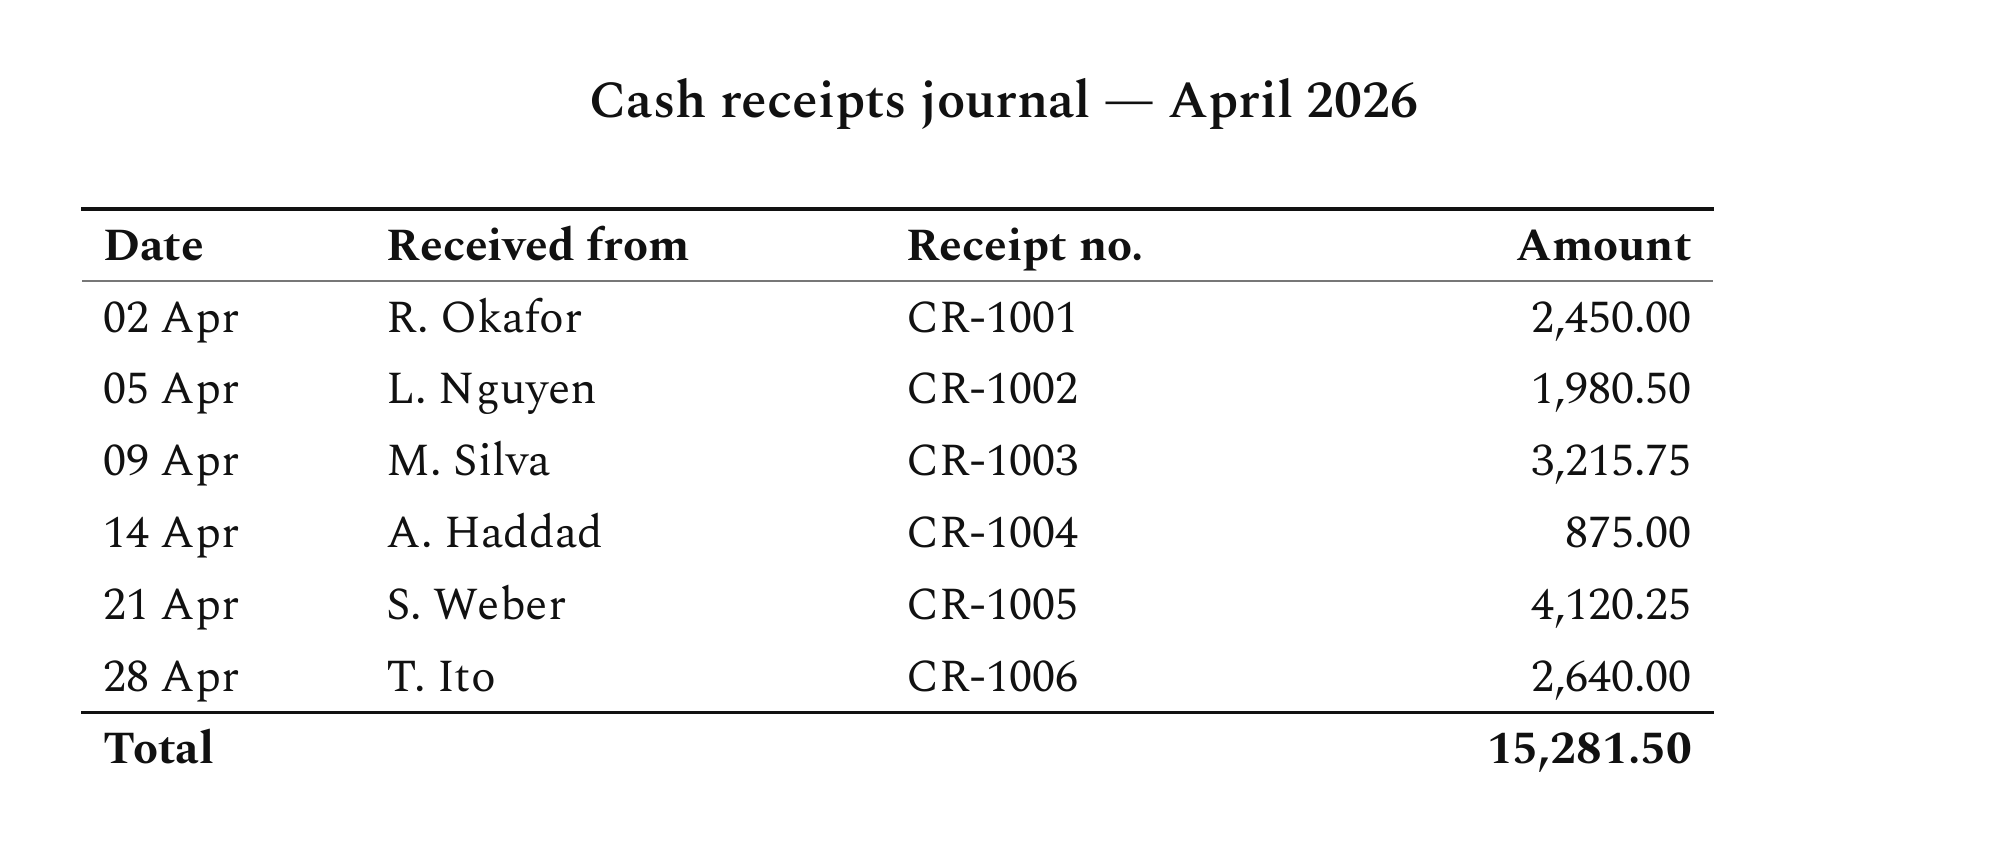 Cash receipts journal — April 2026
Date Received from Receipt no. Amount
02 Apr R. Okafor CR-1001 2,450.00
05 Apr L. Nguyen CR-1002 1,980.50
09 Apr M. Silva CR-1003 3,215.75
14 Apr A. Haddad CR-1004 875.00
21 Apr S. Weber CR-1005 4,120.25
28 Apr T. Ito CR-1006 2,640.00
Total 15,281.50